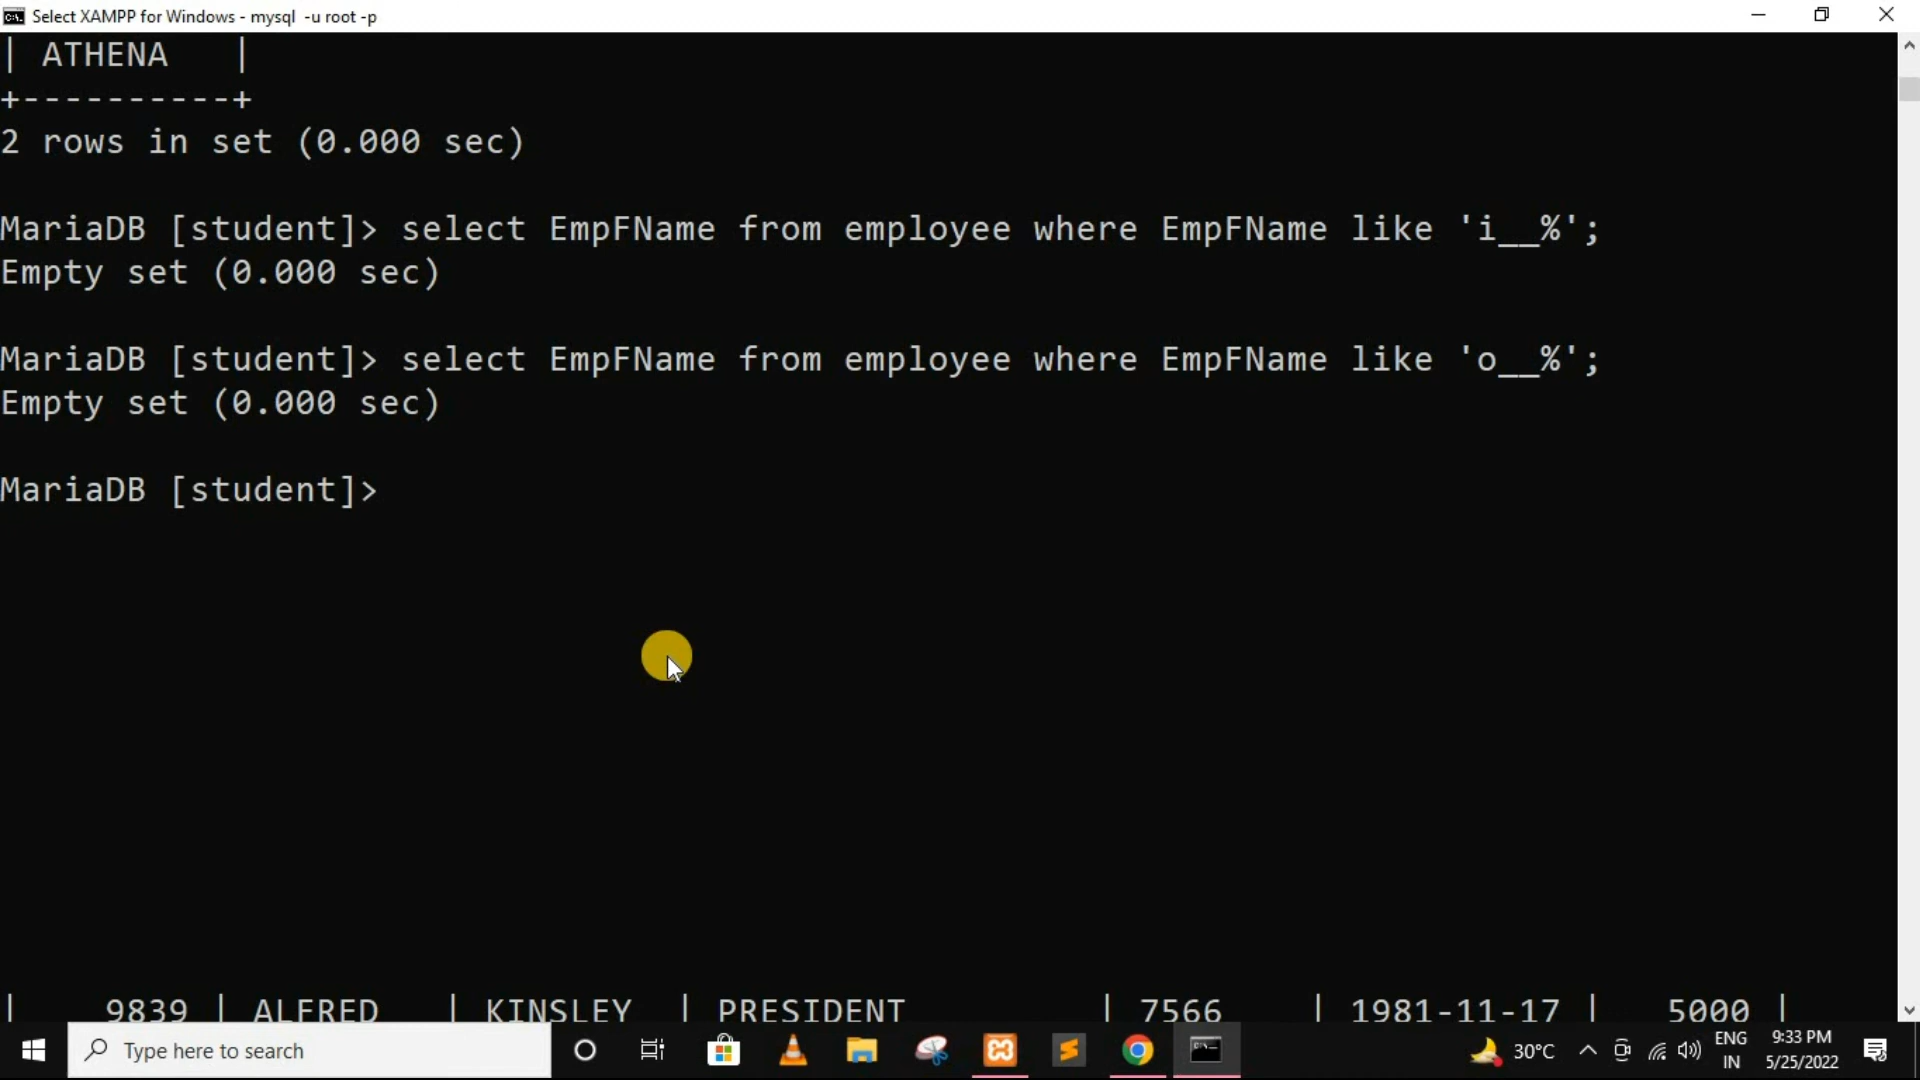 Select XAMPP for Windows - mysql -u root -p
| ATHENA |
+----------+
2 rows in set (0.000 sec)
MariaDB [student]> select EmpFName from employee where EmpFName like 'i__%';
Empty set (0.000 sec)
MariaDB [student]> select EmpFName from employee where EmpFName like 'o__%';
Empty set (0.000 sec)
MariaDB [student]>
| 9839 | ALFRED | KINSLEY | PRESIDENT | 7566 | 1981-11-17 | 5000 |
Type here to search
30°C
ENG
IN
9:33 PM
5/25/2022